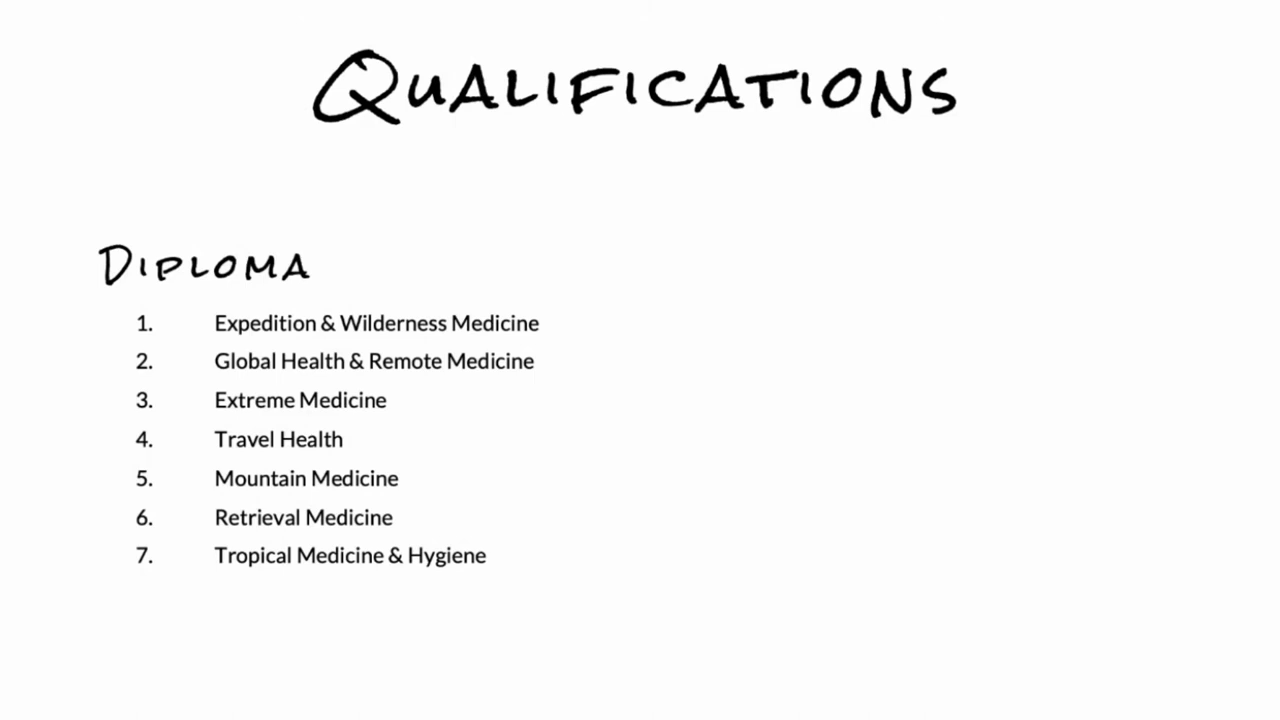 Qualifications
Diploma
1. Expedition & Wilderness Medicine
2. Global Health & Remote Medicine
3. Extreme Medicine
4. Travel Health
5. Mountain Medicine
6. Retrieval Medicine
7. Tropical Medicine & Hygiene